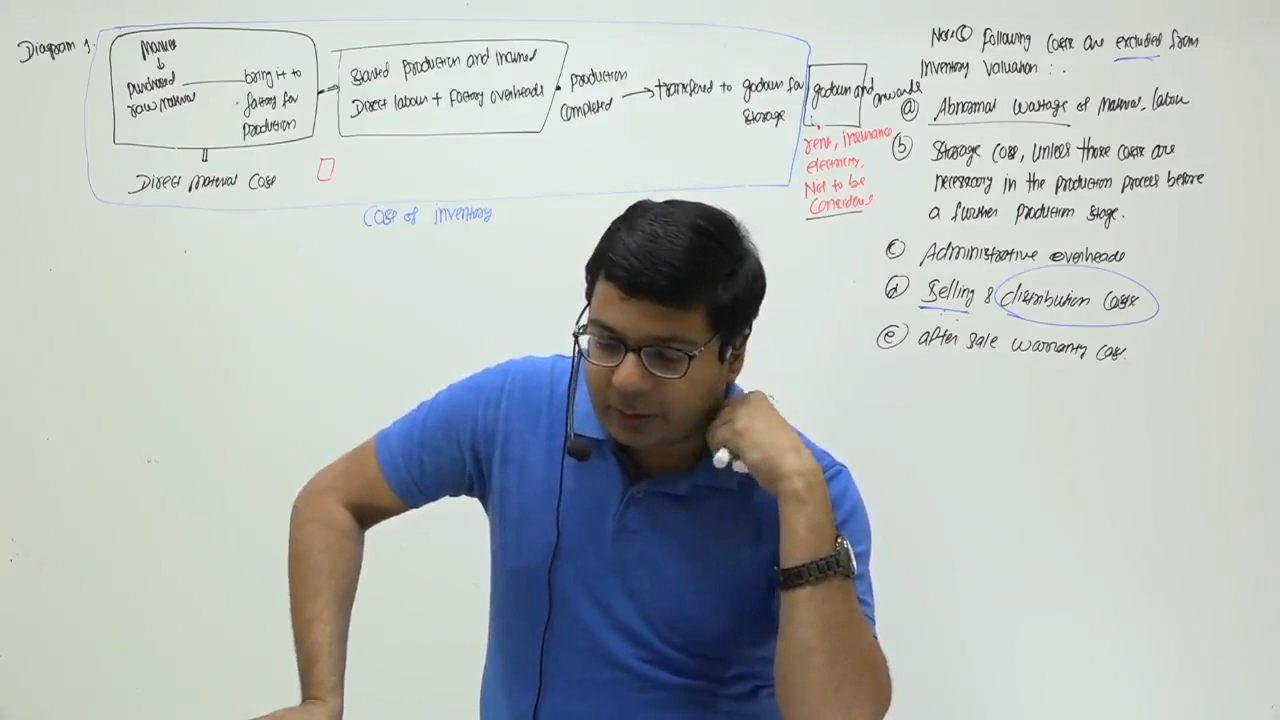 Diagram 1.
Market
↓
purchased
raw material
bring it to
factory for
production
Direct Material Cost
Started production and incurred
Direct labour + Factory overheads
production
completed
transferred to godown for
storage
godown and
onwards
rent, insurance
electricity.
Not to be
Considered
Cost of inventory
Note① Following costs are excluded from
Inventory valuation :.
ⓐ Abnormal wastage of material, labour
ⓑ Storage cost, unless those costs are
necessary in the production process before
a further production stage.
ⓒ Administrative overheads
ⓓ Selling & distribution costs
ⓔ after sale warranty cost.